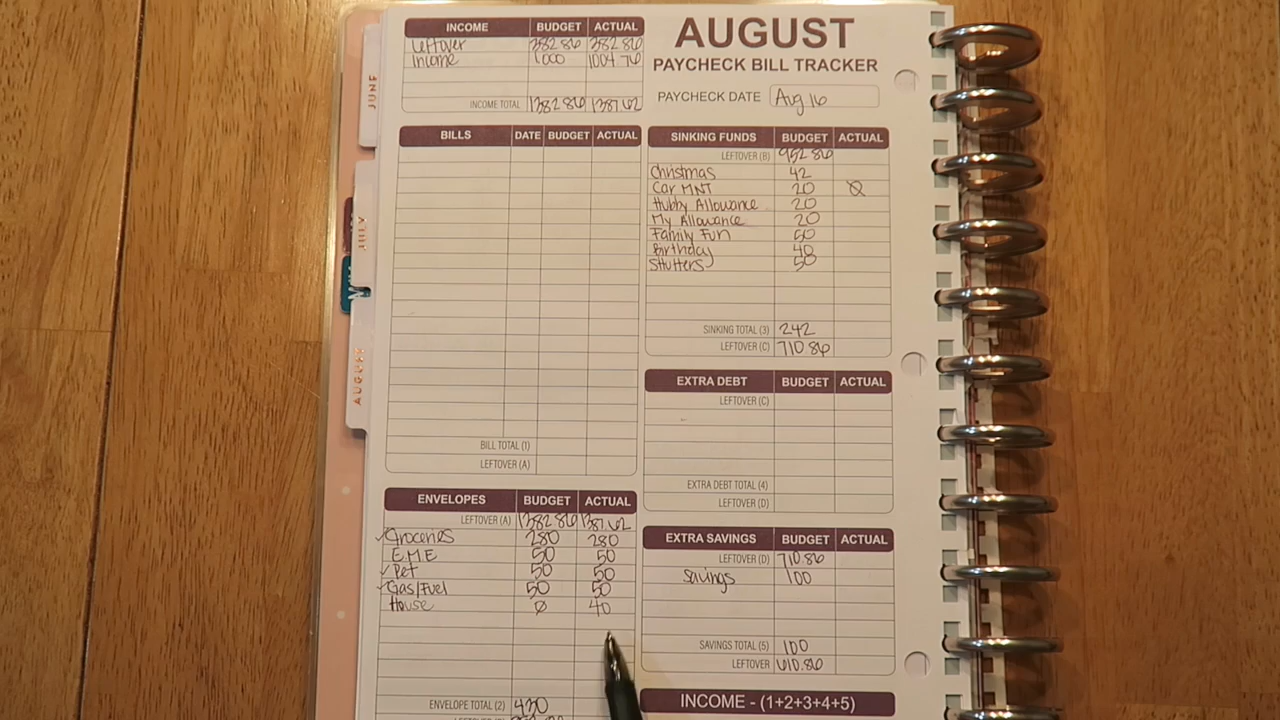 INCOME BUDGET ACTUAL
Leftover 382 86 382 86
Income 1000 1004 76
INCOME TOTAL 1382 86 1387 62
AUGUST
PAYCHECK BILL TRACKER
PAYCHECK DATE Aug 16
JUNE
JULY
AUGUST
BILLS DATE BUDGET ACTUAL
BILL TOTAL (1)
LEFTOVER (A)
ENVELOPES BUDGET ACTUAL
LEFTOVER (A) 1382 86 1387 62
✓Groceries 280 280
E.M.E 50 50
✓Pet 50 50
✓Gas/Fuel 50 50
House Ø 40
ENVELOPE TOTAL (2) 430
SINKING FUNDS BUDGET ACTUAL
LEFTOVER (B) 952 86
Christmas 42
Car MNT 20 Ø
Hubby Allowance 20
My Allowance 20
Family Fun 50
Birthday 40
Shutters 50
SINKING TOTAL (3) 242
LEFTOVER (C) 710 86
EXTRA DEBT BUDGET ACTUAL
LEFTOVER (C)
EXTRA DEBT TOTAL (4)
LEFTOVER (D)
EXTRA SAVINGS BUDGET ACTUAL
LEFTOVER (D) 710.86
Savings 100
SAVINGS TOTAL (5) 100
LEFTOVER 610.86
INCOME - (1+2+3+4+5)